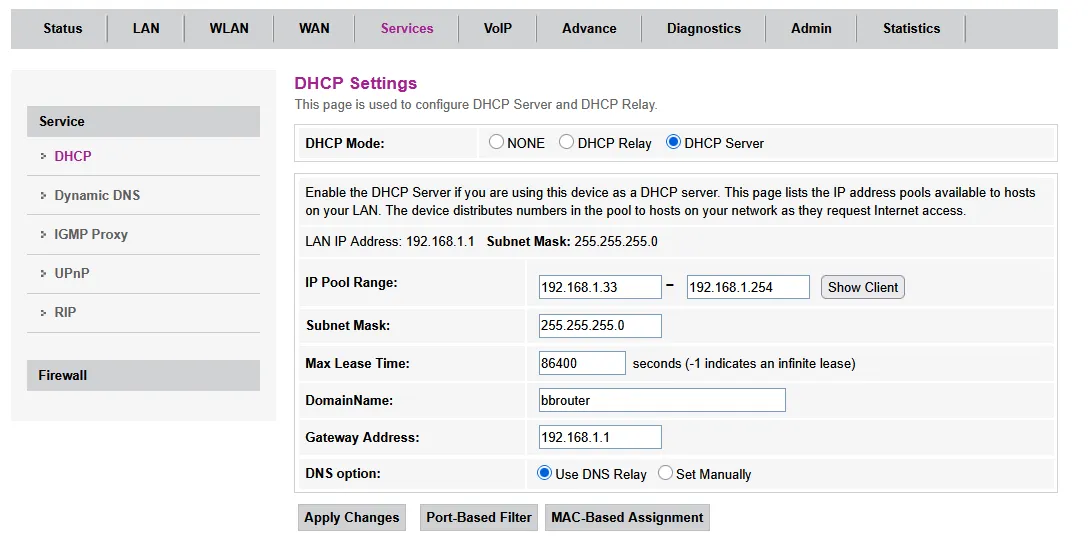 Status LAN WLAN WAN Services VoIP Advance Diagnostics Admin Statistics
Service
DHCP
Dynamic DNS
IGMP Proxy
UPnP
RIP
Firewall
DHCP Settings
This page is used to configure DHCP Server and DHCP Relay.
DHCP Mode: NONE DHCP Relay DHCP Server
Enable the DHCP Server if you are using this device as a DHCP server. This page lists the IP address pools available to hosts
on your LAN. The device distributes numbers in the pool to hosts on your network as they request Internet access.
LAN IP Address: 192.168.1.1 Subnet Mask: 255.255.255.0
IP Pool Range: 192.168.1.33 – 192.168.1.254 Show Client
Subnet Mask: 255.255.255.0
Max Lease Time: 86400 seconds (-1 indicates an infinite lease)
DomainName: bbrouter
Gateway Address: 192.168.1.1
DNS option: Use DNS Relay Set Manually
Apply Changes Port-Based Filter MAC-Based Assignment